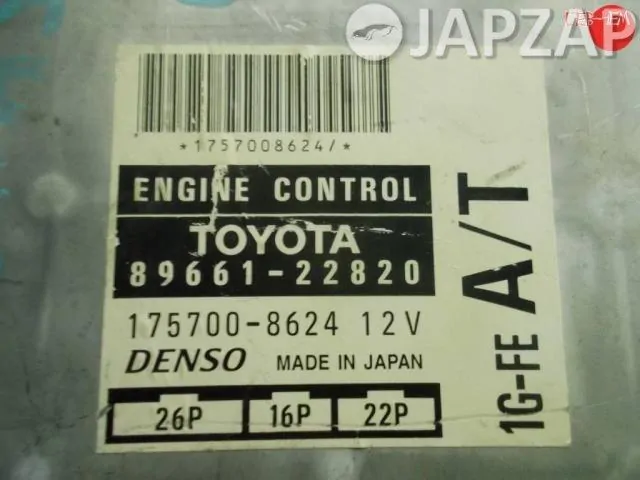 JAPZAP
*1757008624/*
ENGINE CONTROL
TOYOTA
89661-22820
175700-8624 12V
DENSO MADE IN JAPAN
26P 16P 22P
1G-FE A/T